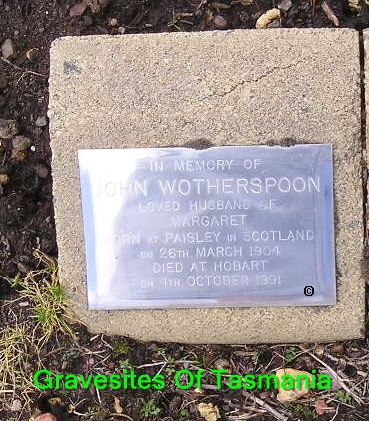 IN MEMORY OF
JOHN WOTHERSPOON
LOVED HUSBAND OF
MARGARET
BORN AT PAISLEY IN SCOTLAND
ON 26TH MARCH 1904
DIED AT HOBART
ON 4TH OCTOBER 1991
©
Gravesites Of Tasmania